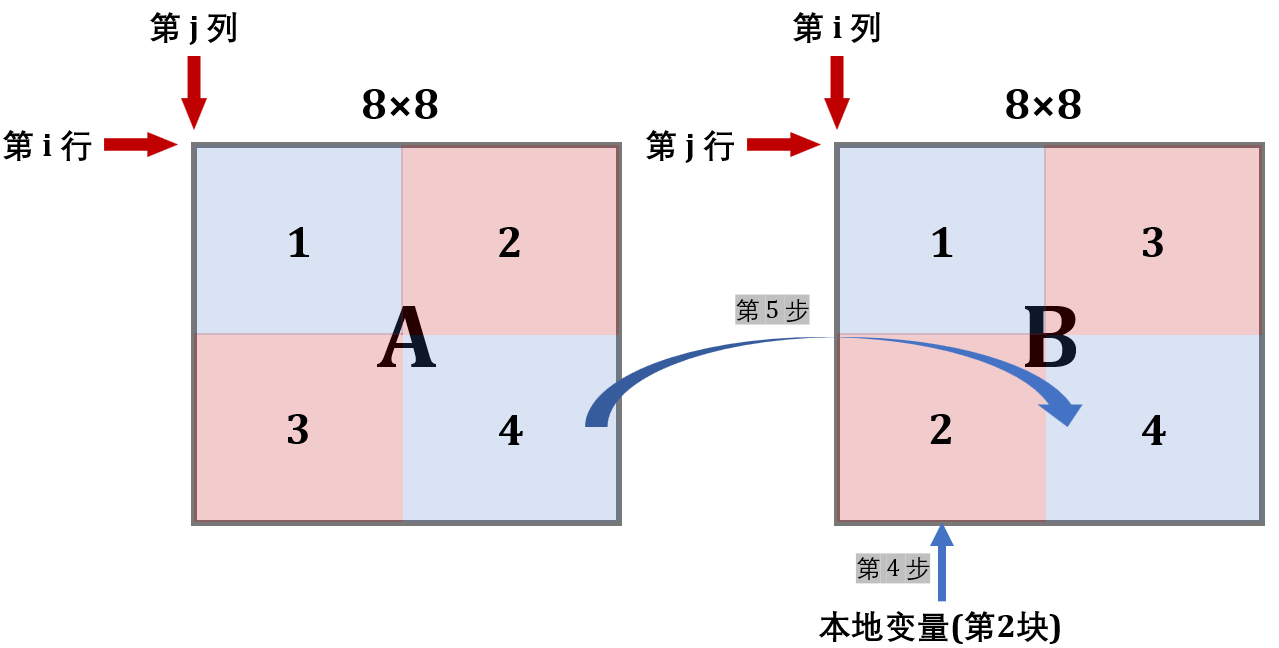 第 j 列
第 i 列
8×8
8×8
第 i 行
第 j 行
1
2
1
3
A
第 5 步
B
3
4
2
4
第 4 步
本地变量(第2块)